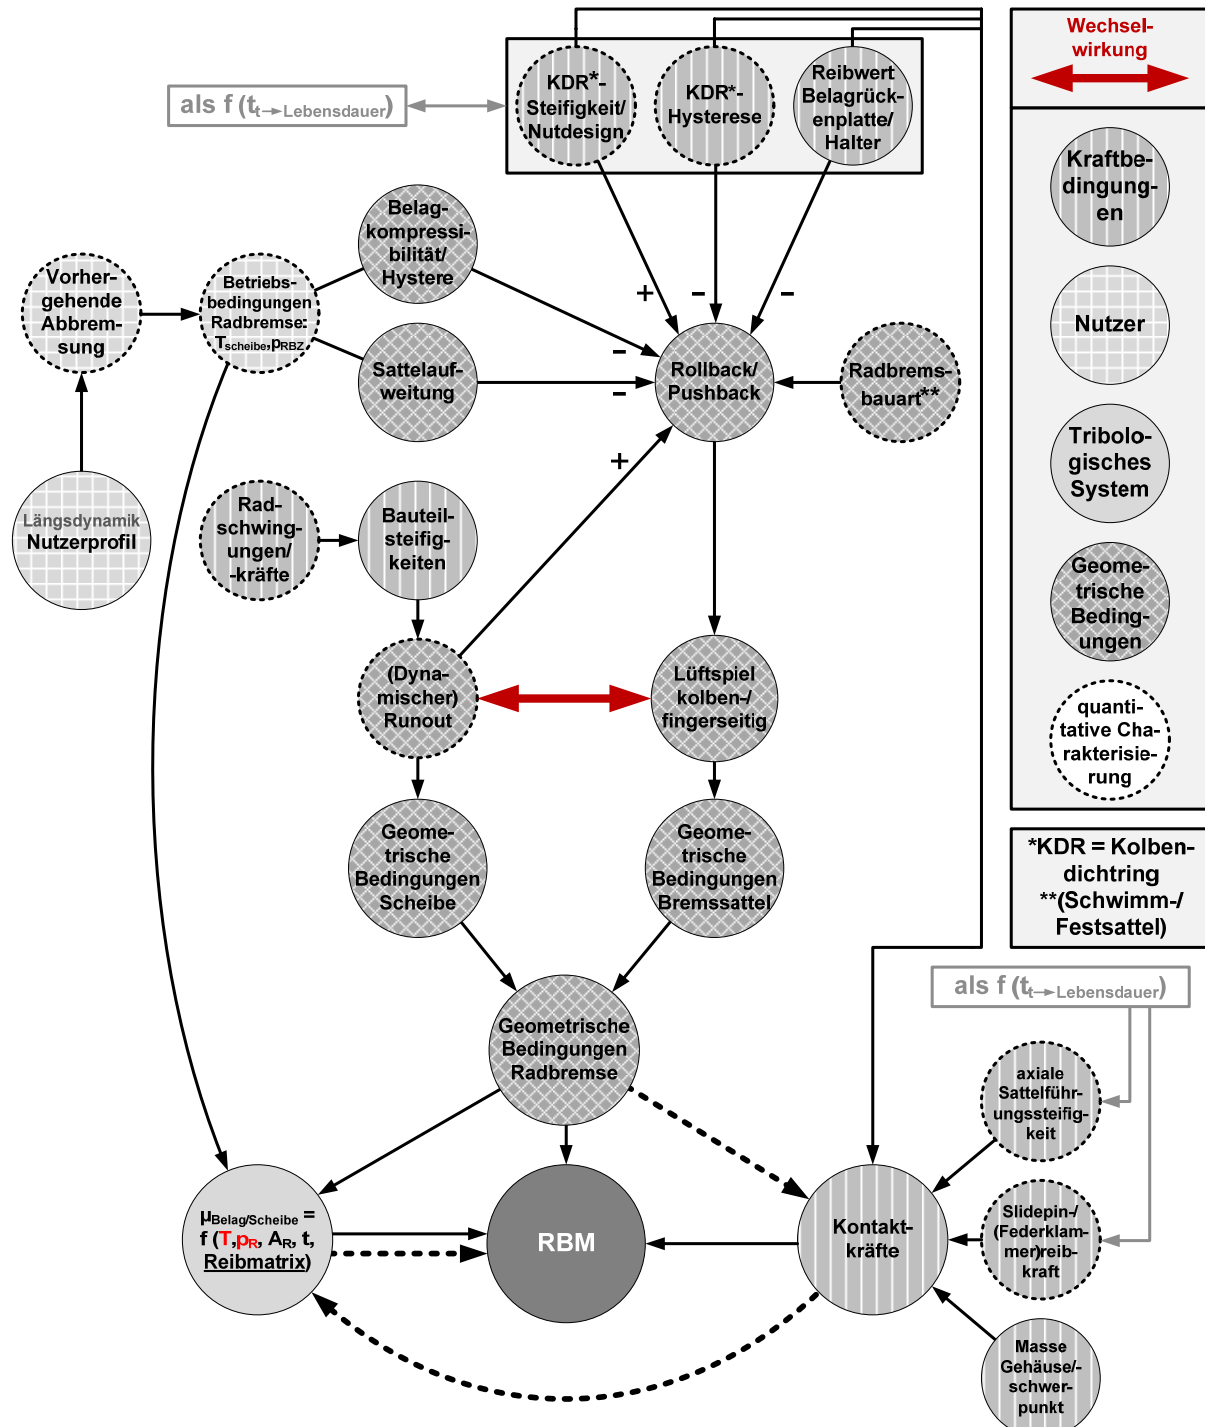 Wechsel-
wirkung
als f (t t→Lebensdauer)
KDR*-
Steifigkeit/
Nutdesign
KDR*-
Hysterese
Reibwert
Belagrück-
enplatte/
Halter
Kraftbe-
dingung-
en
Belag-
kompressi-
bilität/
Hystere
Vorher-
gehende
Abbrem-
sung
Betriebs-
bedingungen
Radbremse:
Tscheibe,pRBZ
+
-
-
Nutzer
-
-
Sattelauf-
weitung
Rollback/
Pushback
Radbrems-
bauart**
+
Tribolo-
gisches
System
Längsdynamik
Nutzerprofil
Rad-
schwing-
ungen/
-kräfte
Bauteil-
steifig-
keiten
Geome-
trische
Beding-
ungen
(Dyna-
mischer)
Runout
Lüftspiel
kolben-/
fingerseitig
quanti-
tative Cha-
rakterisie-
rung
Geome-
trische
Bedingungen
Scheibe
Geome-
trische
Bedingungen
Bremssattel
*KDR = Kolben-
dichtring
**(Schwimm-/
Festsattel)
als f (t t→Lebensdauer)
Geometrische
Bedingungen
Radbremse
axiale
Sattelführ-
ungssteifig-
keit
µBelag/Scheibe =
f (T,pR, AR, t,
Reibmatrix)
RBM
Kontakt-
kräfte
Slidepin-/
(Federklam-
mer)reib-
kraft
Masse
Gehäuse/-
schwer-
punkt